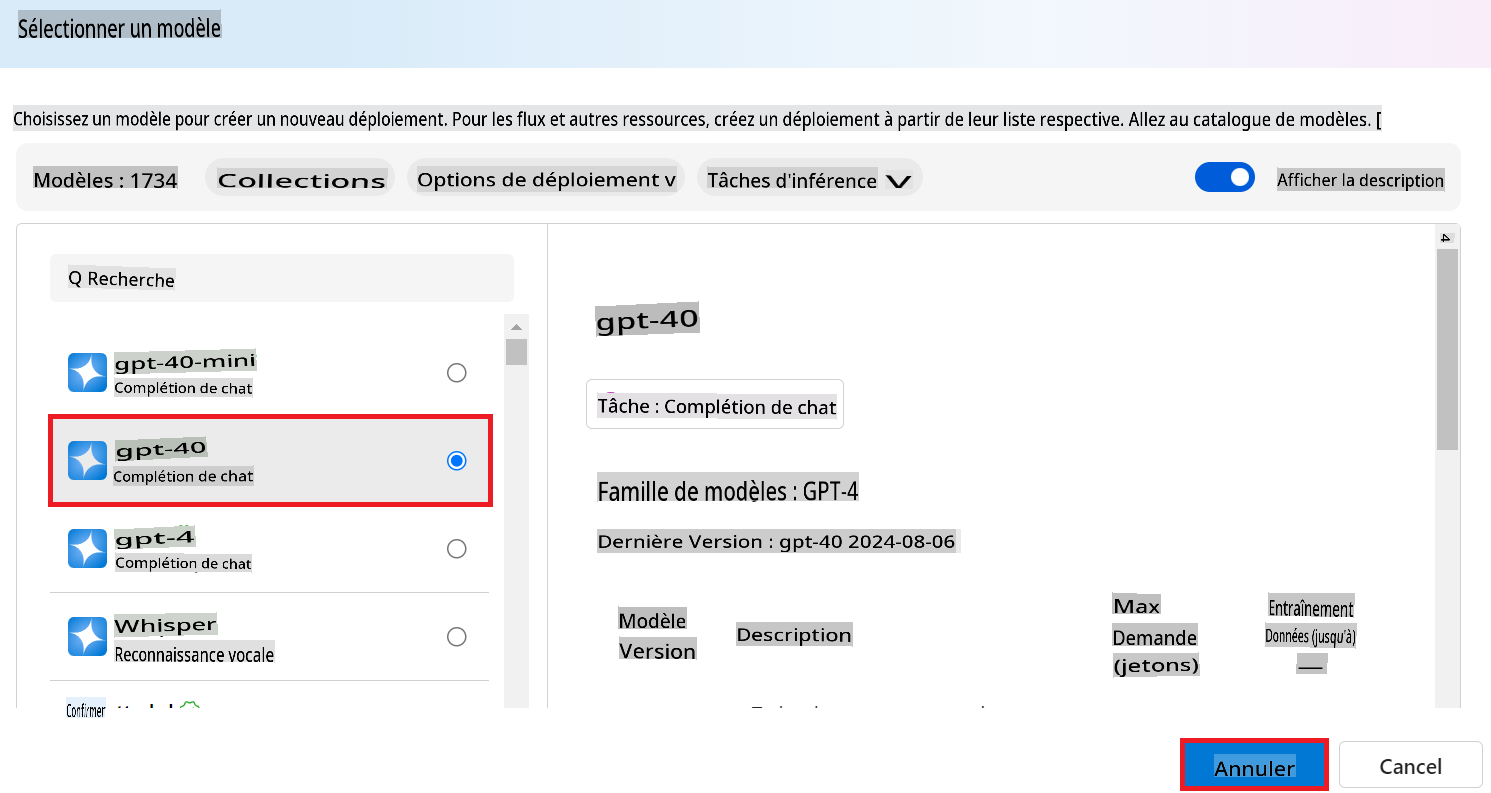 Sélectionner un modèle
Choisissez un modèle pour créer un nouveau déploiement. Pour les flux et autres ressources, créez un déploiement à partir de leur liste respective. Allez au catalogue de modèles. [
Modèles : 1734 Collections Options de déploiement v Tâches d'inférence Afficher la description
Q Recherche
gpt-40-mini
Complétion de chat
gpt-40
Complétion de chat
gpt-4
Complétion de chat
Whisper
Reconnaissance vocale
Confirmer
gpt-40
Tâche : Complétion de chat
Famille de modèles : GPT-4
Dernière Version : gpt-40 2024-08-06
Modèle
Version
Description
Max
Demande
(jetons)
Entraînement
Données (jusqu'à)
—
4
Annuler Cancel